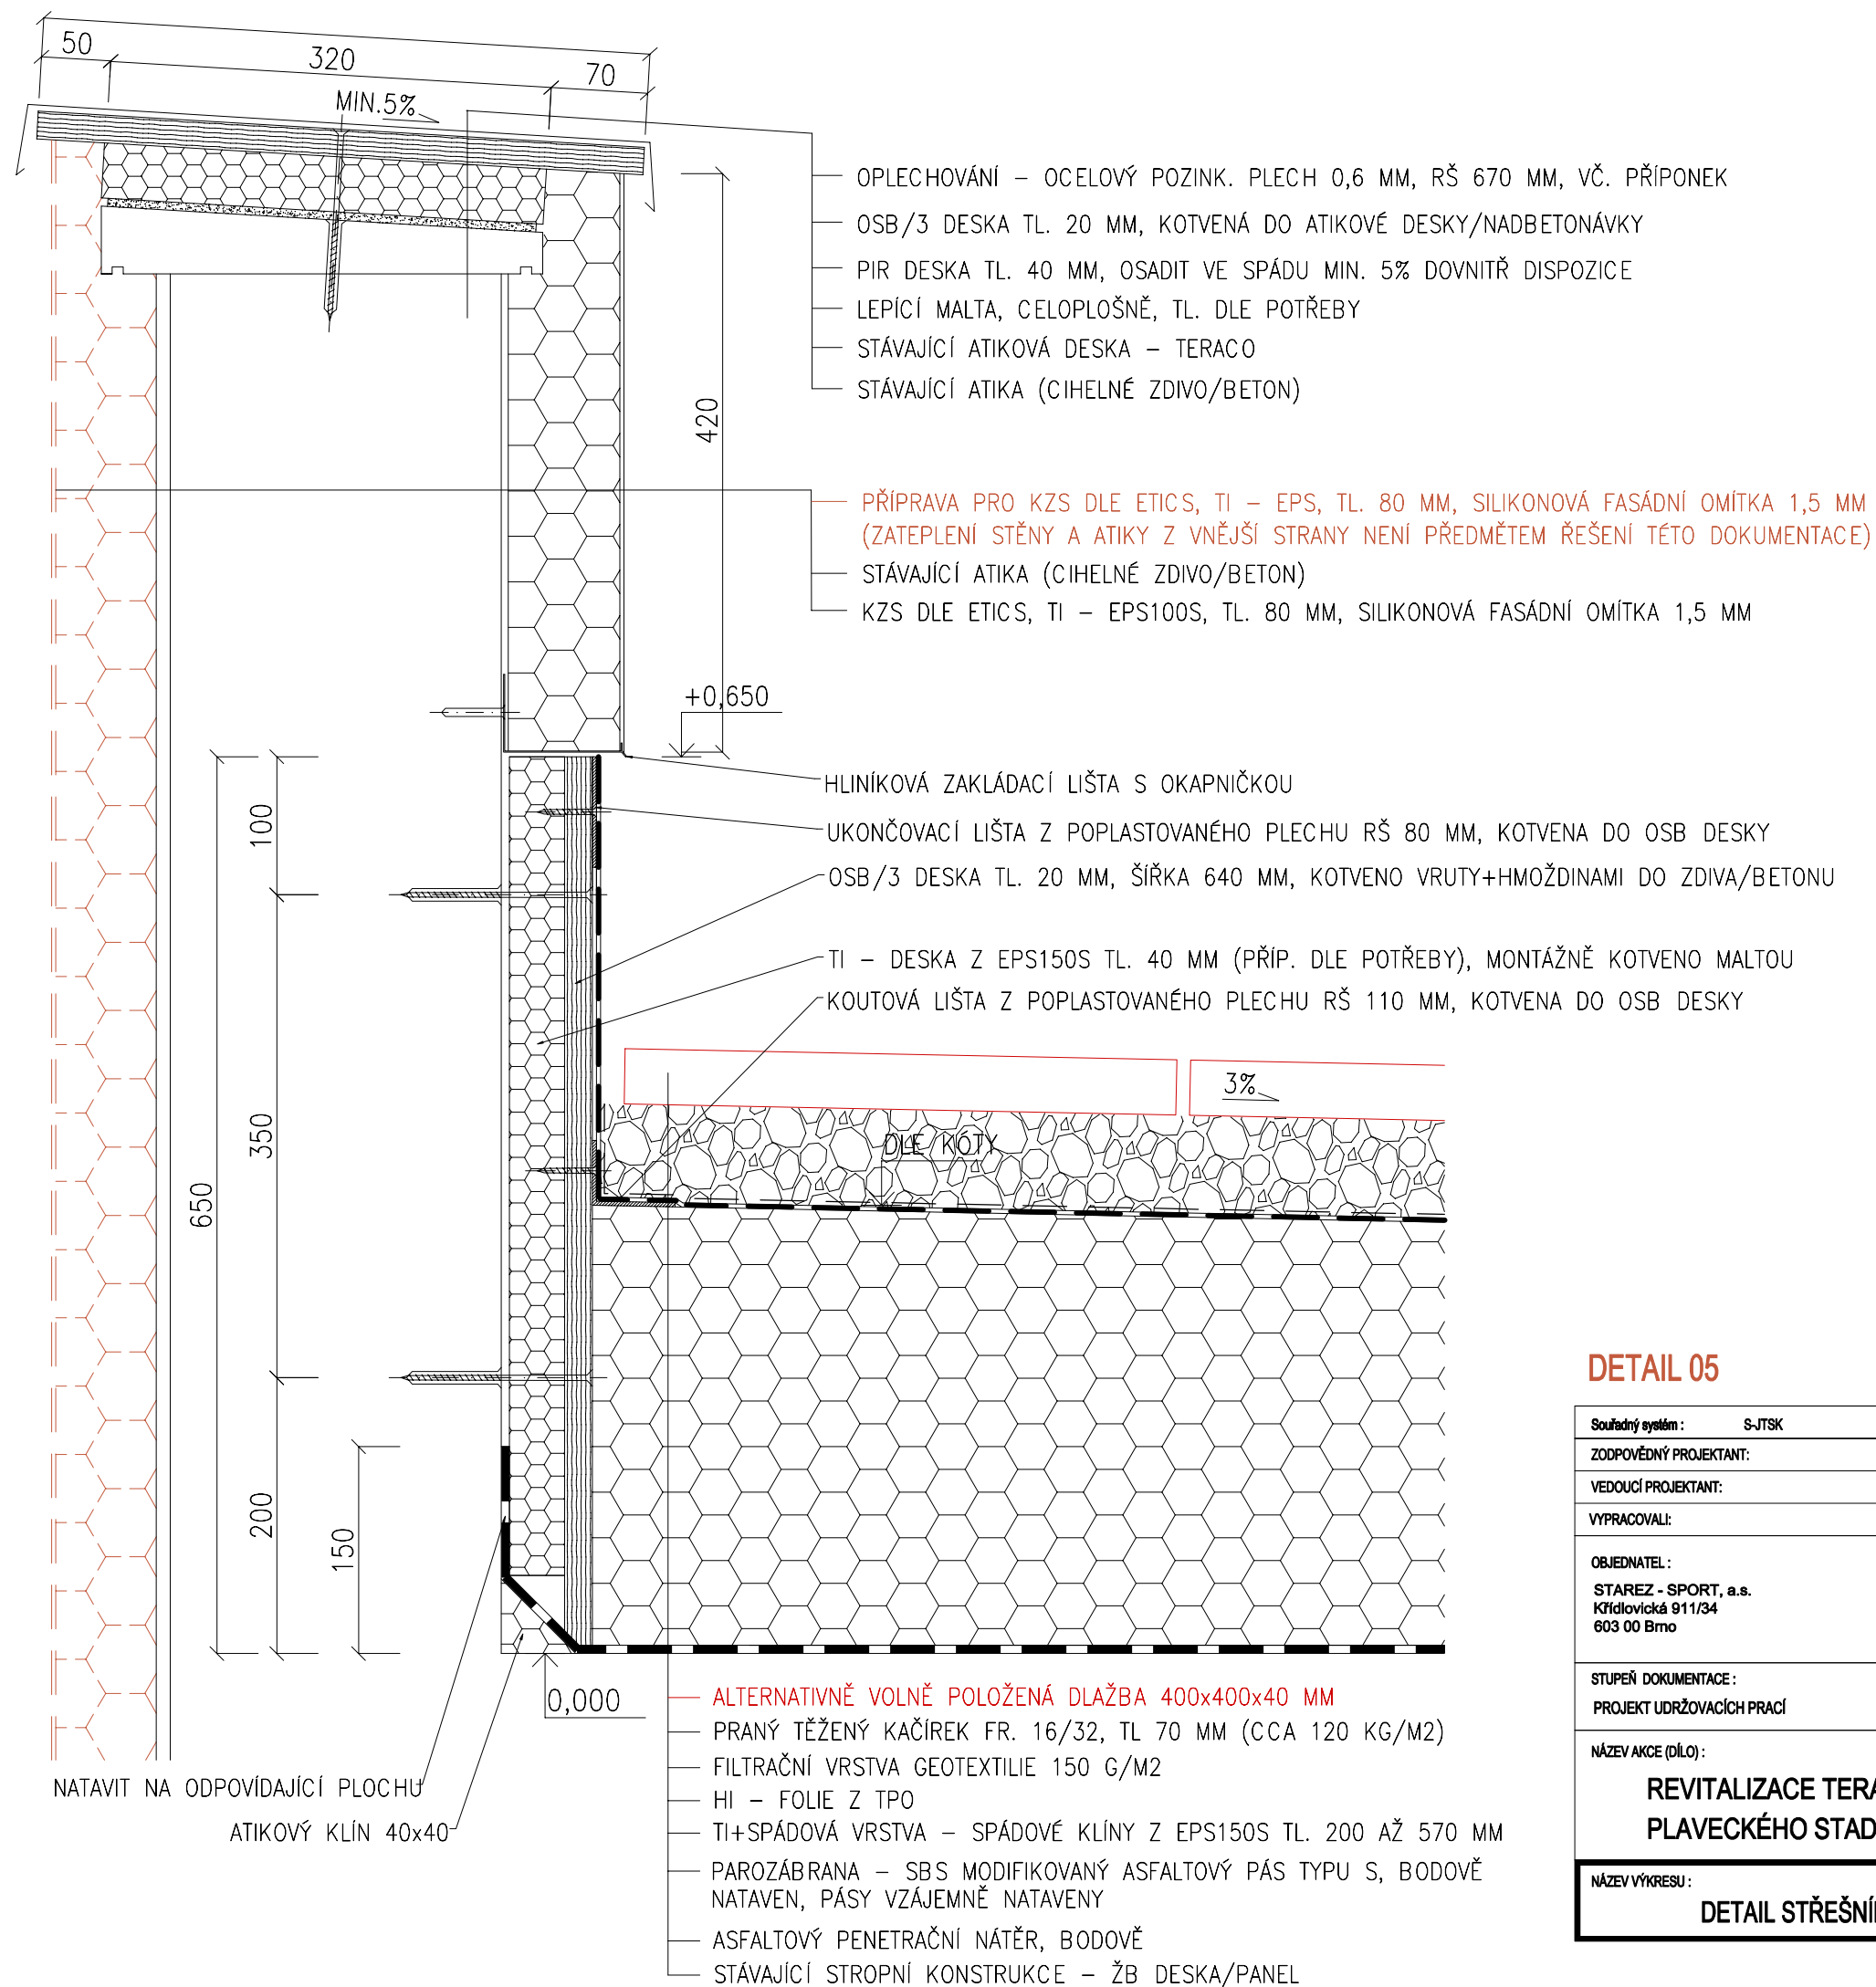 50
320
70
MIN.5%
OPLECHOVÁNÍ – OCELOVÝ POZINK. PLECH 0,6 MM, RŠ 670 MM, VČ. PŘÍPONEK
OSB/3 DESKA TL. 20 MM, KOTVENÁ DO ATIKOVÉ DESKY/NADBETONÁVKY
PIR DESKA TL. 40 MM, OSADIT VE SPÁDU MIN. 5% DOVNITŘ DISPOZICE
LEPÍCÍ MALTA, CELOPLOŠNĚ, TL. DLE POTŘEBY
STÁVAJÍCÍ ATIKOVÁ DESKA – TERACO
STÁVAJÍCÍ ATIKA (CIHELNÉ ZDIVO/BETON)
420
PŘÍPRAVA PRO KZS DLE ETICS, TI – EPS, TL. 80 MM, SILIKONOVÁ FASÁDNÍ OMÍTKA 1,5 MM
(ZATEPLENÍ STĚNY A ATIKY Z VNĚJŠÍ STRANY NENÍ PŘEDMĚTEM ŘEŠENÍ TÉTO DOKUMENTACE)
STÁVAJÍCÍ ATIKA (CIHELNÉ ZDIVO/BETON)
KZS DLE ETICS, TI – EPS100S, TL. 80 MM, SILIKONOVÁ FASÁDNÍ OMÍTKA 1,5 MM
+0,650
HLINÍKOVÁ ZAKLÁDACÍ LIŠTA S OKAPNIČKOU
UKONČOVACÍ LIŠTA Z POPLASTOVANÉHO PLECHU RŠ 80 MM, KOTVENA DO OSB DESKY
OSB/3 DESKA TL. 20 MM, ŠÍŘKA 640 MM, KOTVENO VRUTY+HMOŽDINAMI DO ZDIVA/BETONU
TI – DESKA Z EPS150S TL. 40 MM (PŘÍP. DLE POTŘEBY), MONTÁŽNĚ KOTVENO MALTOU
KOUTOVÁ LIŠTA Z POPLASTOVANÉHO PLECHU RŠ 110 MM, KOTVENA DO OSB DESKY
100
350
650
200
150
3%
DLE KÓTY
0,000
NATAVIT NA ODPOVÍDAJÍCÍ PLOCHU
ATIKOVÝ KLÍN 40x40
ALTERNATIVNĚ VOLNĚ POLOŽENÁ DLAŽBA 400x400x40 MM
PRANÝ TĚŽENÝ KAČÍREK FR. 16/32, TL 70 MM (CCA 120 KG/M2)
FILTRAČNÍ VRSTVA GEOTEXTILIE 150 G/M2
HI – FOLIE Z TPO
TI+SPÁDOVÁ VRSTVA – SPÁDOVÉ KLÍNY Z EPS150S TL. 200 AŽ 570 MM
PAROZÁBRANA – SBS MODIFIKOVANÝ ASFALTOVÝ PÁS TYPU S, BODOVĚ
NATAVEN, PÁSY VZÁJEMNĚ NATAVENY
ASFALTOVÝ PENETRAČNÍ NÁTĚR, BODOVĚ
STÁVAJÍCÍ STROPNÍ KONSTRUKCE – ŽB DESKA/PANEL
DETAIL 05
Souřadný systém : S-JTSK
ZODPOVĚDNÝ PROJEKTANT:
VEDOUCÍ PROJEKTANT:
VYPRACOVALI:
OBJEDNATEL :
STAREZ - SPORT, a.s.
Křídlovická 911/34
603 00 Brno
STUPEŇ DOKUMENTACE :
PROJEKT UDRŽOVACÍCH PRACÍ
NÁZEV AKCE (DÍLO) :
REVITALIZACE TERA
PLAVECKÉHO STAD
NÁZEV VÝKRESU :
DETAIL STŘEŠNÍ